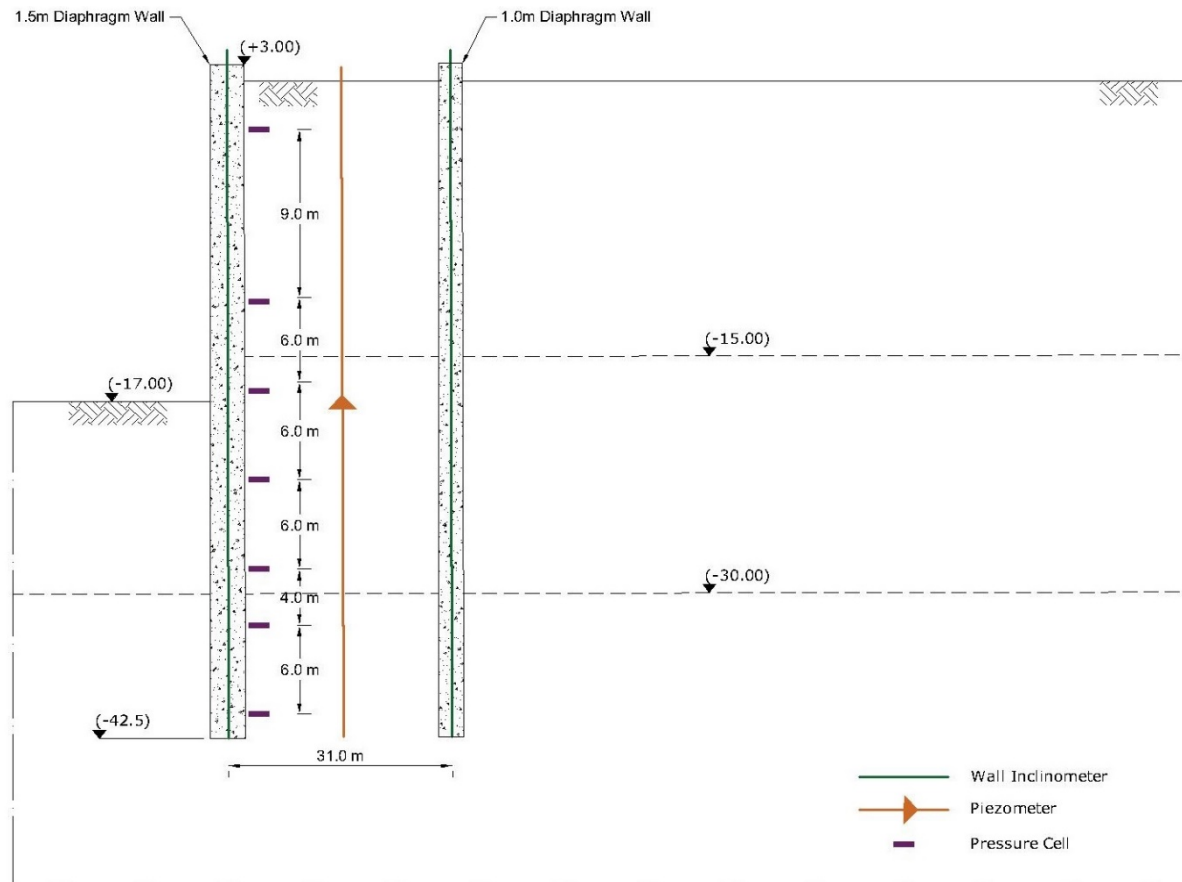 1.5m Diaphragm Wall
1.0m Diaphragm Wall
(+3.00)
9.0 m
6.0 m
(-15.00)
(-17.00)
6.0 m
6.0 m
(-30.00)
4.0 m
6.0 m
(-42.5)
31.0 m
Wall Inclinometer
Piezometer
Pressure Cell